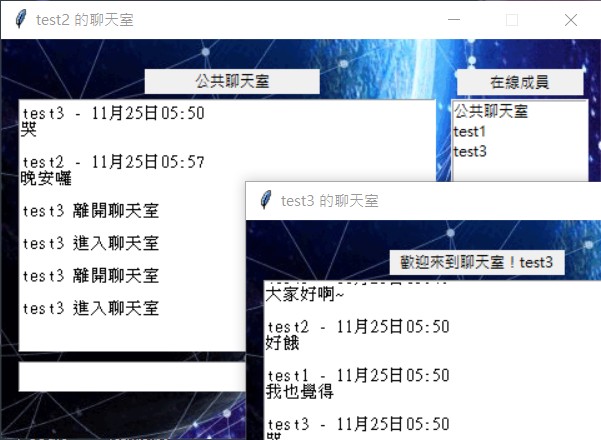 test2 的聊天室
公共聊天室
在線成員
test3 - 11月25日05:50
哭
test2 - 11月25日05:57
晚安囉
test3 離開聊天室
test3 進入聊天室
test3 離開聊天室
test3 進入聊天室
公共聊天室
test1
test3
test3 的聊天室
歡迎來到聊天室！test3
大家好啊~
test2 - 11月25日05:50
好餓
test1 - 11月25日05:50
我也覺得
test3 - 11月25日05:50